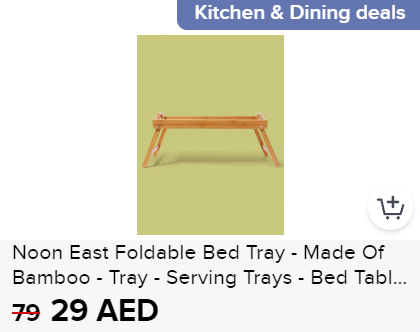 Kitchen & Dining deals
Noon East Foldable Bed Tray - Made Of
Bamboo - Tray - Serving Trays - Bed Tabl...
79 29 AED